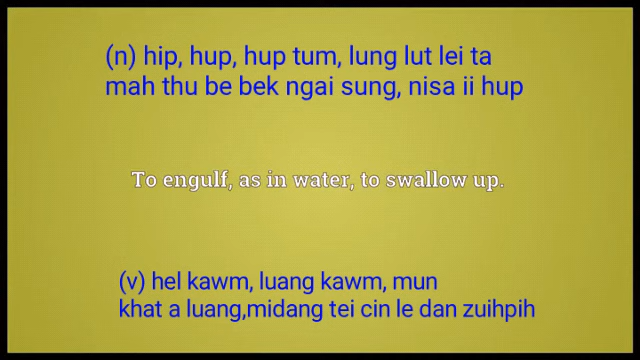 (n) hip, hup, hup tum, lung lut lei ta
mah thu be bek ngai sung, nisa ii hup
To engulf, as in water, to swallow up.
(v) hel kawm, luang kawm, mun
khat a luang,midang tei cin le dan zuihpih